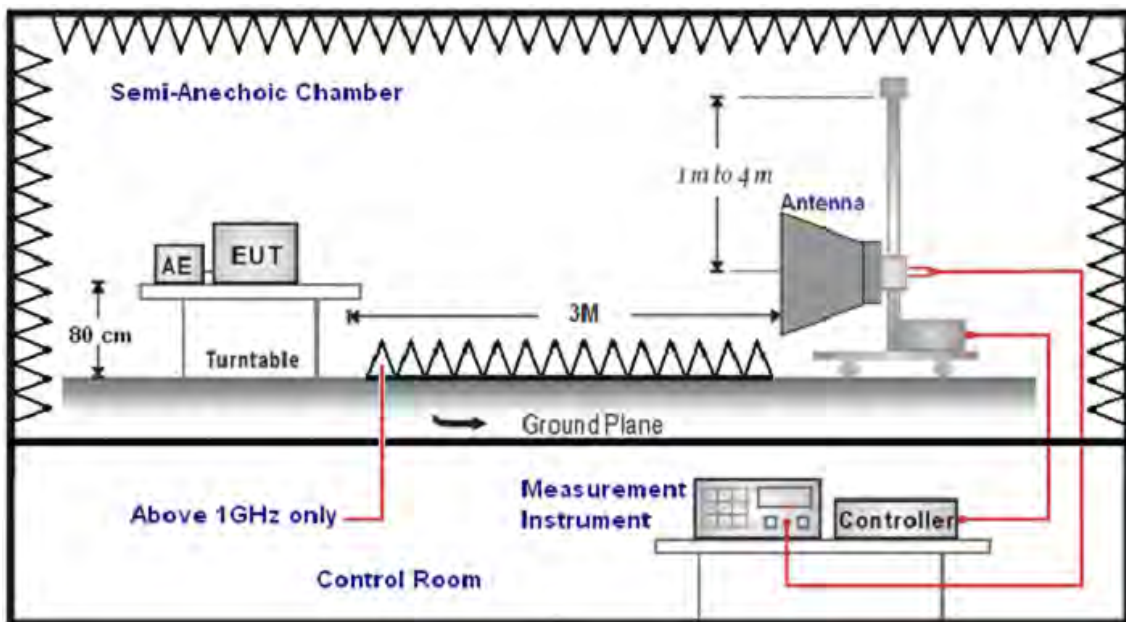 Semi-Anechoic Chamber
1 m to 4 m
Antenna
AE
EUT
80 cm
3M
Turntable
Ground Plane
Above 1GHz only
Measurement
Instrument
Controller
Control Room